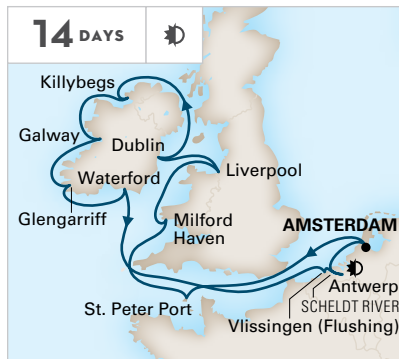 14 DAYS
Killybegs
Galway
Dublin
Waterford
Liverpool
Glengarriff
Milford
Haven
AMSTERDAM
Antwerp
SCHELDT RIVER
St. Peter Port
Vlissingen (Flushing)